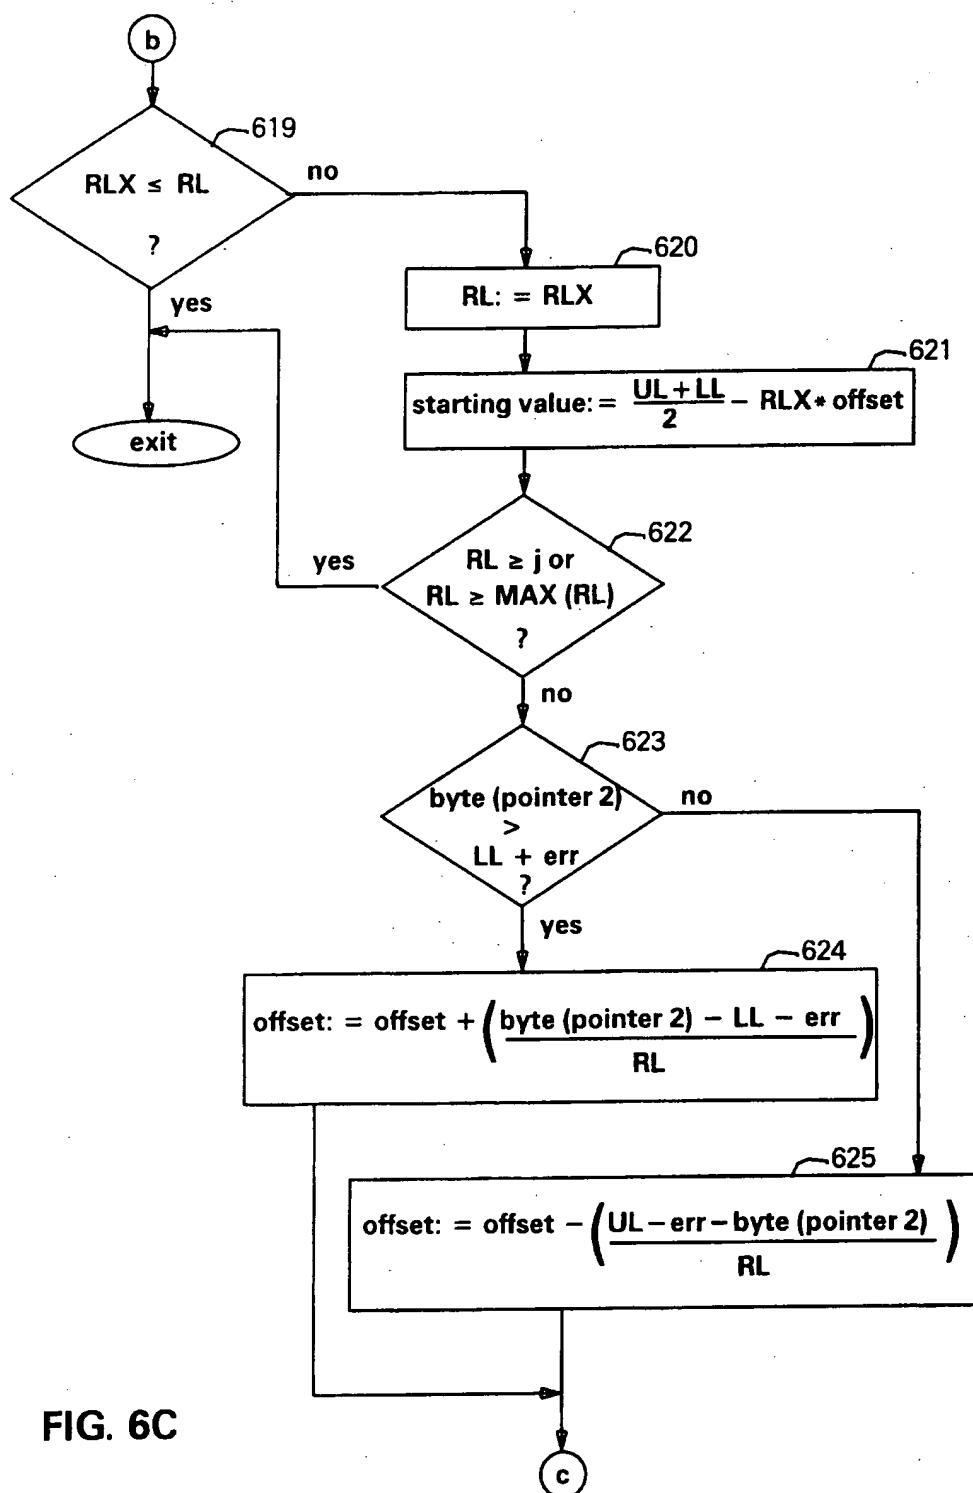 b
619
RLX ≤ RL
?
no
yes
exit
620
RL: = RLX
621
starting value: = UL + LL / 2 − RLX * offset
622
RL ≥ j or
RL ≥ MAX (RL)
?
yes
no
623
byte (pointer 2)
>
LL + err
?
no
yes
624
offset: = offset + ( byte (pointer 2) − LL − err / RL )
625
offset: = offset − ( UL − err − byte (pointer 2) / RL )
FIG. 6C
c